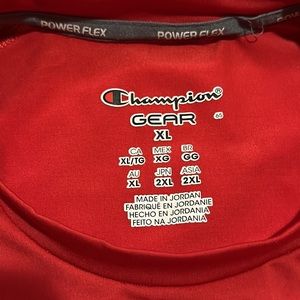 POWER FLEX
POWER FLEX
Champion
GEAR
XL
CA MEX BR
XL/TG XG GG
AU JPN ASIA
XL 2XL 2XL
MADE IN JORDAN
FABRIQUÉ EN JORDANIE
HECHO EN JORDANIA
FEITO NA JORDANIA